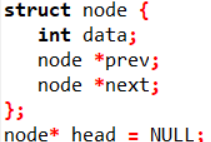 struct node {
   int data;
   node *prev;
   node *next;
};
node* head = NULL;